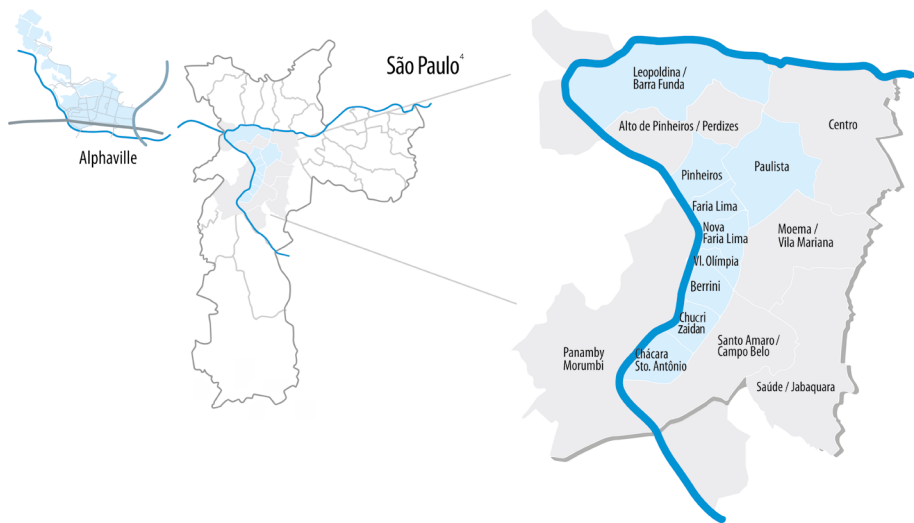 São Paulo⁴
Alphaville
Leopoldina /
Barra Funda
Alto de Pinheiros / Perdizes
Centro
Pinheiros
Paulista
Faria Lima
Nova
Faria Lima
Moema /
Vila Mariana
Vl. Olímpia
Berrini
Chucri
Zaidan
Santo Amaro /
Campo Belo
Panamby
Morumbí
Chácara
Sto. Antônio
Saúde / Jabaquara